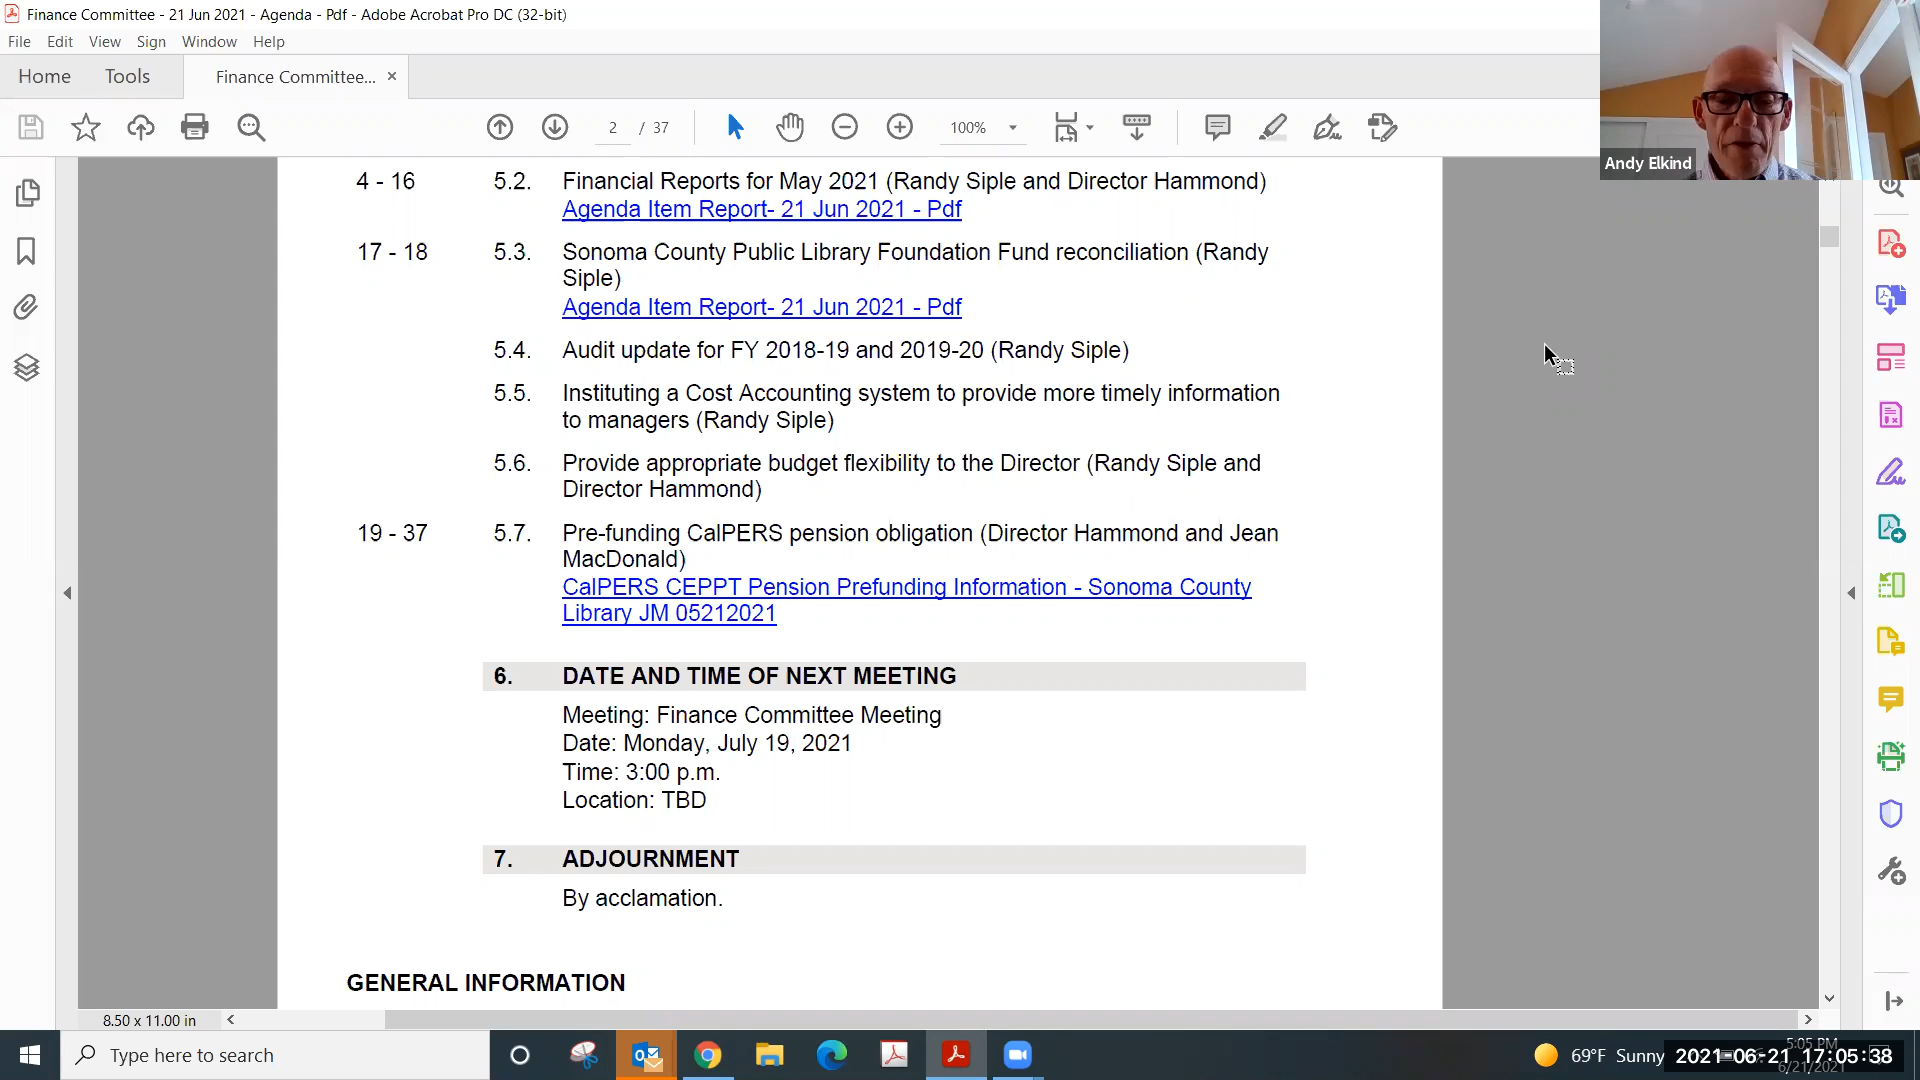 Finance Committee - 21 Jun 2021 - Agenda - Pdf - Adobe Acrobat Pro DC (32-bit)
File Edit View Sign Window Help
Home Tools Finance Committee... ×
2 / 37 100%
Andy Elkind
4 - 16 5.2. Financial Reports for May 2021 (Randy Siple and Director Hammond)
Agenda Item Report- 21 Jun 2021 - Pdf
17 - 18 5.3. Sonoma County Public Library Foundation Fund reconciliation (Randy
Siple)
Agenda Item Report- 21 Jun 2021 - Pdf
5.4. Audit update for FY 2018-19 and 2019-20 (Randy Siple)
5.5. Instituting a Cost Accounting system to provide more timely information
to managers (Randy Siple)
5.6. Provide appropriate budget flexibility to the Director (Randy Siple and
Director Hammond)
19 - 37 5.7. Pre-funding CalPERS pension obligation (Director Hammond and Jean
MacDonald)
CalPERS CEPPT Pension Prefunding Information - Sonoma County
Library JM 05212021
6. DATE AND TIME OF NEXT MEETING
Meeting: Finance Committee Meeting
Date: Monday, July 19, 2021
Time: 3:00 p.m.
Location: TBD
7. ADJOURNMENT
By acclamation.
GENERAL INFORMATION
8.50 x 11.00 in
Type here to search
69°F Sunny
5:05 PM
2021-06-21 17:05:38
6/21/2021